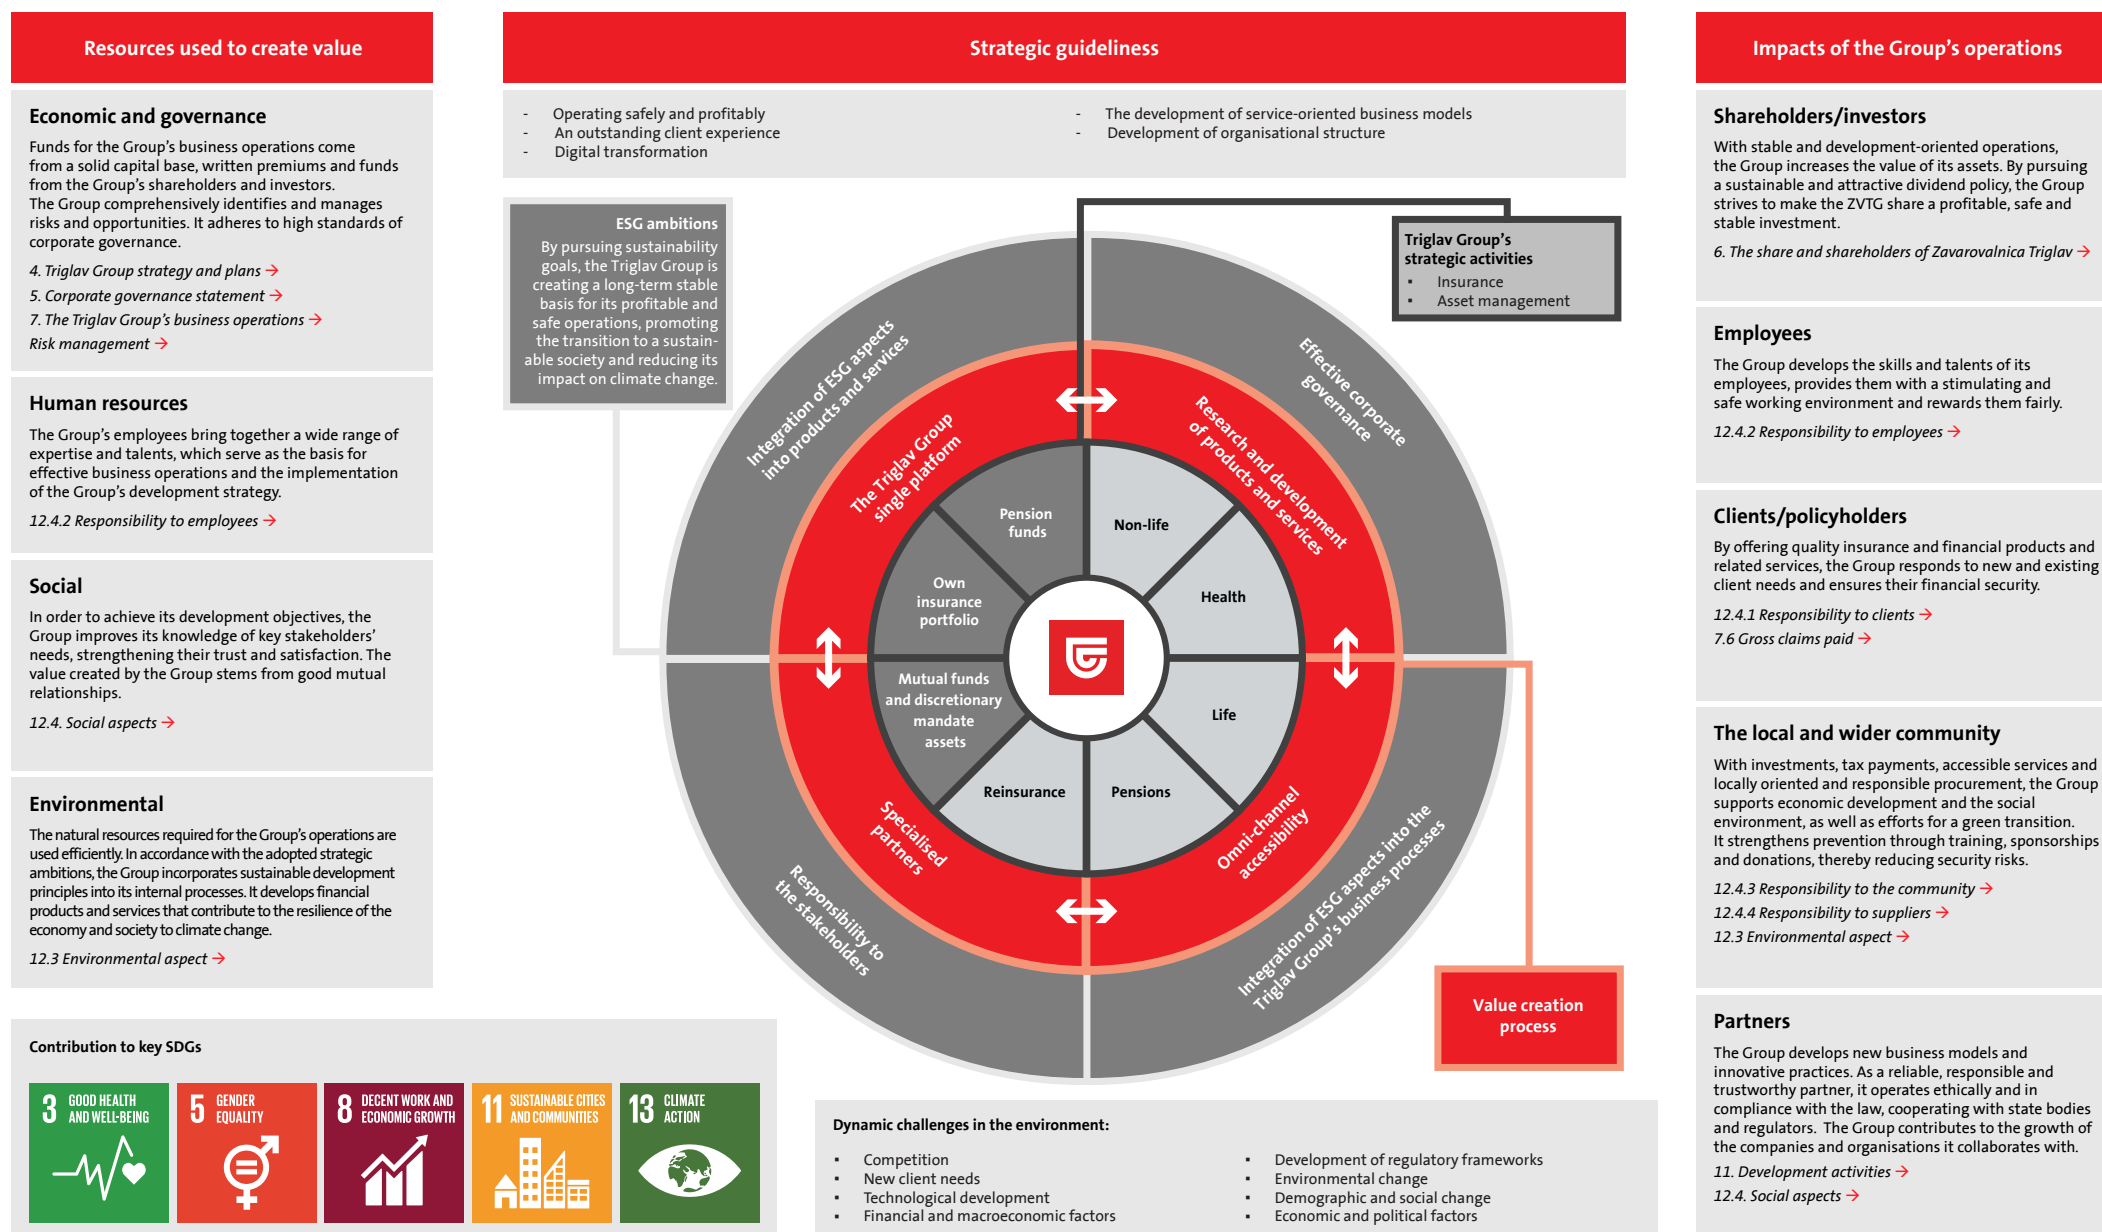 Resources used to create value
Economic and governance
Funds for the Group's business operations come
from a solid capital base, written premiums and funds
from the Group's shareholders and investors.
The Group comprehensively identifies and manages
risks and opportunities. It adheres to high standards of
corporate governance.
4. Triglav Group strategy and plans →
5. Corporate governance statement →
7. The Triglav Group's business operations →
Risk management →
Human resources
The Group's employees bring together a wide range of
expertise and talents, which serve as the basis for
effective business operations and the implementation
of the Group's development strategy.
12.4.2 Responsibility to employees →
Social
In order to achieve its development objectives, the
Group improves its knowledge of key stakeholders'
needs, strengthening their trust and satisfaction. The
value created by the Group stems from good mutual
relationships.
12.4. Social aspects →
Environmental
The natural resources required for the Group's operations are
used efficiently. In accordance with the adopted strategic
ambitions, the Group incorporates sustainable development
principles into its internal processes. It develops financial
products and services that contribute to the resilience of the
economy and society to climate change.
12.3 Environmental aspect →
Contribution to key SDGs
3 GOOD HEALTH
AND WELL-BEING
5 GENDER
EQUALITY
8 DECENT WORK AND
ECONOMIC GROWTH
11 SUSTAINABLE CITIES
AND COMMUNITIES
13 CLIMATE
ACTION
Strategic guideliness
- Operating safely and profitably
- An outstanding client experience
- Digital transformation
- The development of service-oriented business models
- Development of organisational structure
ESG ambitions
By pursuing sustainability
goals, the Triglav Group is
creating a long-term stable
basis for its profitable and
safe operations, promoting
the transition to a sustain-
able society and reducing its
impact on climate change.
Triglav Group's
strategic activities
▪ Insurance
▪ Asset management
Integration of ESG aspects
into products and services
Effective corporate
governance
Integration of ESG aspects into the
Triglav Group's business processes
Responsibility to
the stakeholders
The Triglav Group
single platform
Research and development
of products and services
Omni-channel
accessibility
Specialised
partners
Pension
funds
Non-life
Health
Life
Pensions
Reinsurance
Mutual funds
and discretionary
mandate
assets
Own
insurance
portfolio
Value creation
process
Dynamic challenges in the environment:
▪ Competition
▪ New client needs
▪ Technological development
▪ Financial and macroeconomic factors
▪ Development of regulatory frameworks
▪ Environmental change
▪ Demographic and social change
▪ Economic and political factors
Impacts of the Group's operations
Shareholders/investors
With stable and development-oriented operations,
the Group increases the value of its assets. By pursuing
a sustainable and attractive dividend policy, the Group
strives to make the ZVTG share a profitable, safe and
stable investment.
6. The share and shareholders of Zavarovalnica Triglav →
Employees
The Group develops the skills and talents of its
employees, provides them with a stimulating and
safe working environment and rewards them fairly.
12.4.2 Responsibility to employees →
Clients/policyholders
By offering quality insurance and financial products and
related services, the Group responds to new and existing
client needs and ensures their financial security.
12.4.1 Responsibility to clients →
7.6 Gross claims paid →
The local and wider community
With investments, tax payments, accessible services and
locally oriented and responsible procurement, the Group
supports economic development and the social
environment, as well as efforts for a green transition.
It strengthens prevention through training, sponsorships
and donations, thereby reducing security risks.
12.4.3 Responsibility to the community →
12.4.4 Responsibility to suppliers →
12.3 Environmental aspect →
Partners
The Group develops new business models and
innovative practices. As a reliable, responsible and
trustworthy partner, it operates ethically and in
compliance with the law, cooperating with state bodies
and regulators. The Group contributes to the growth of
the companies and organisations it collaborates with.
11. Development activities →
12.4. Social aspects →